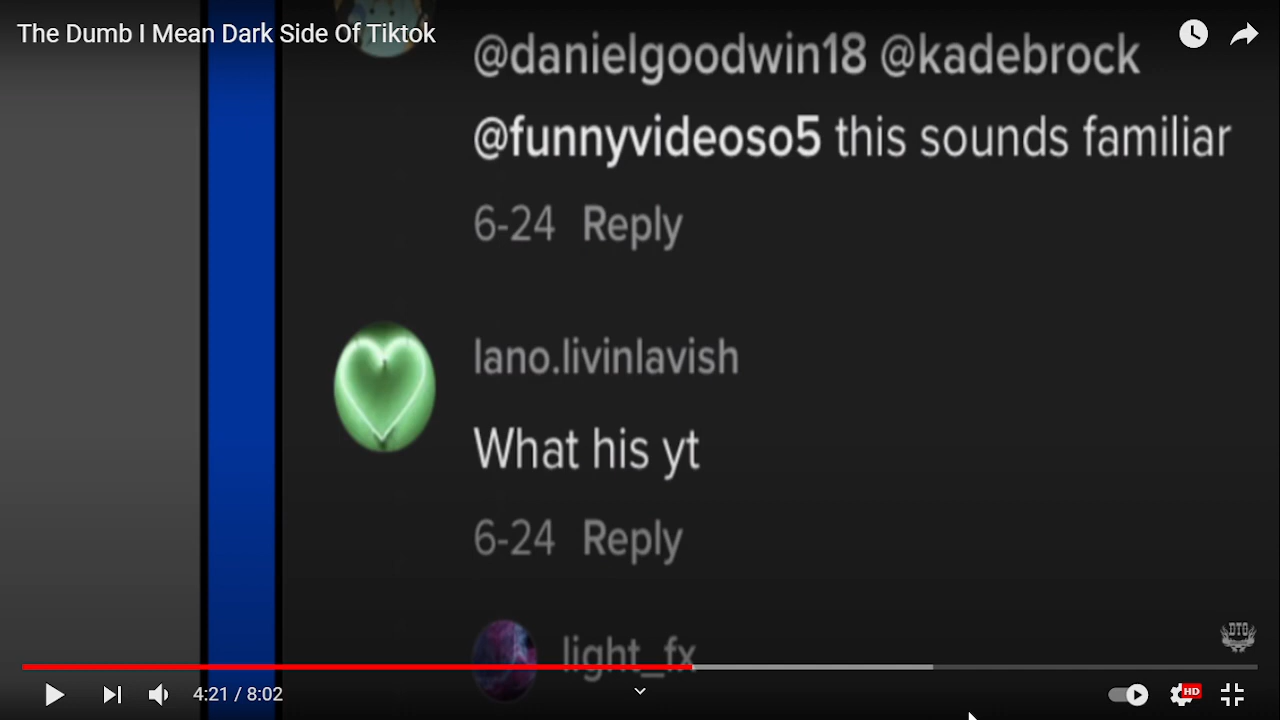 The Dumb I Mean Dark Side Of Tiktok
@danielgoodwin18 @kadebrock
@funnyvideoso5 this sounds familiar
6-24 Reply
lano.livinlavish
What his yt
6-24 Reply
light_fx
DTG
4:21 / 8:02
HD